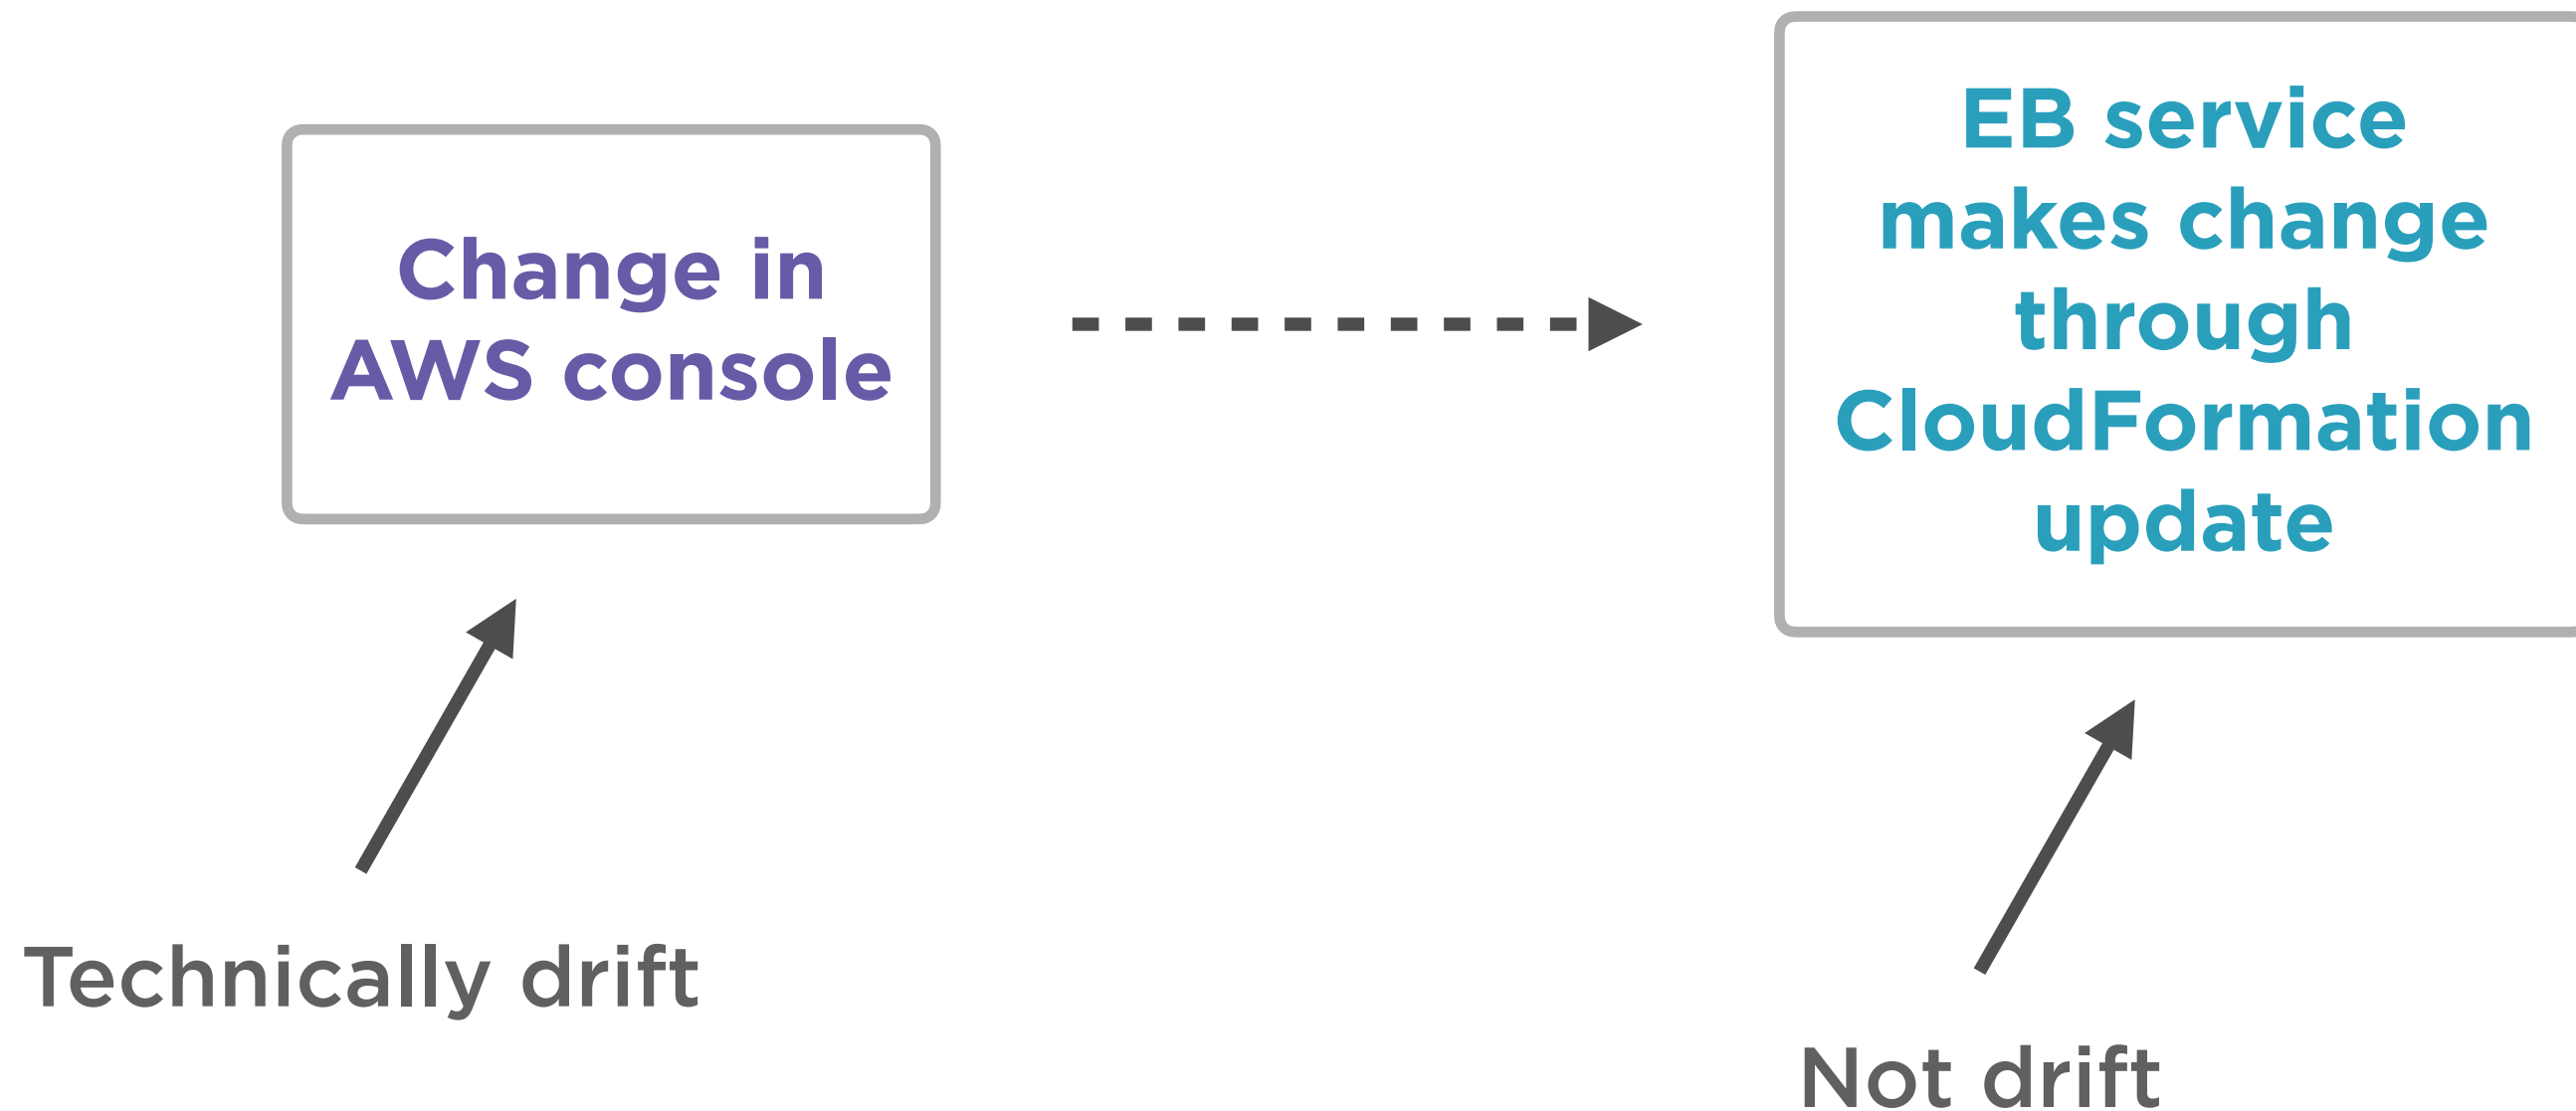 Change in
AWS console
EB service
makes change
through
CloudFormation
update
Technically drift
Not drift